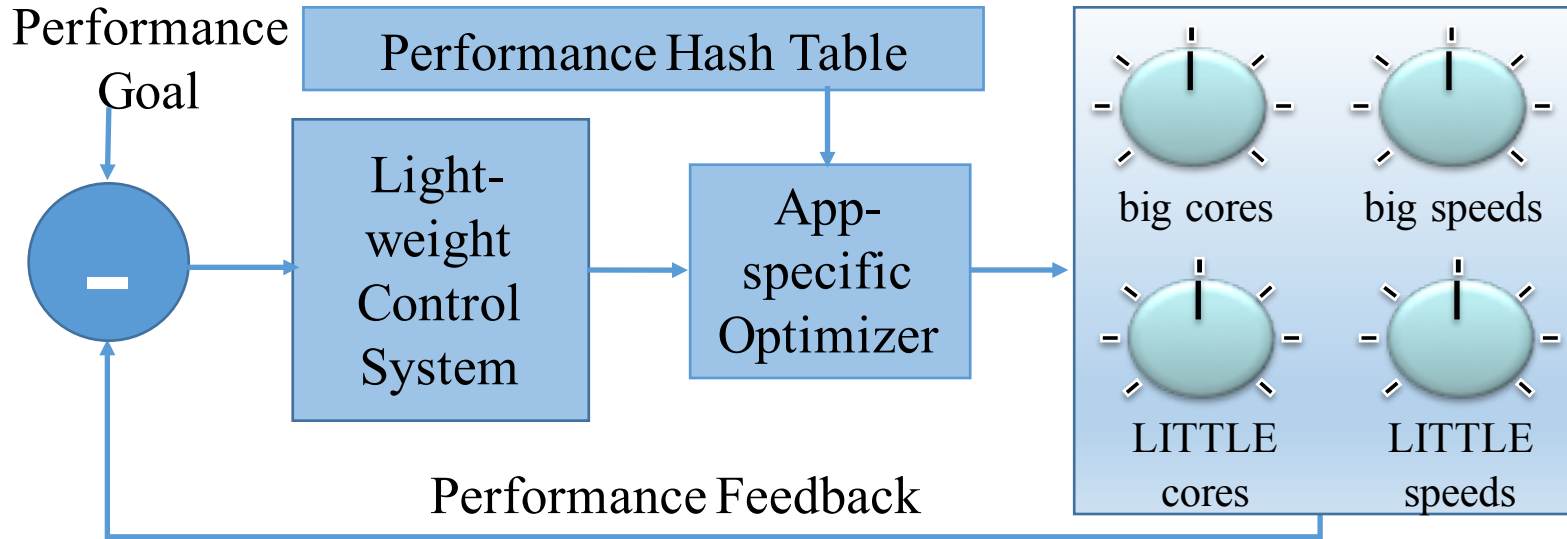 Performance
Goal
Performance Hash Table
Light-
weight
Control
System
App-
specific
Optimizer
big cores
big speeds
LITTLE
cores
LITTLE
speeds
Performance Feedback